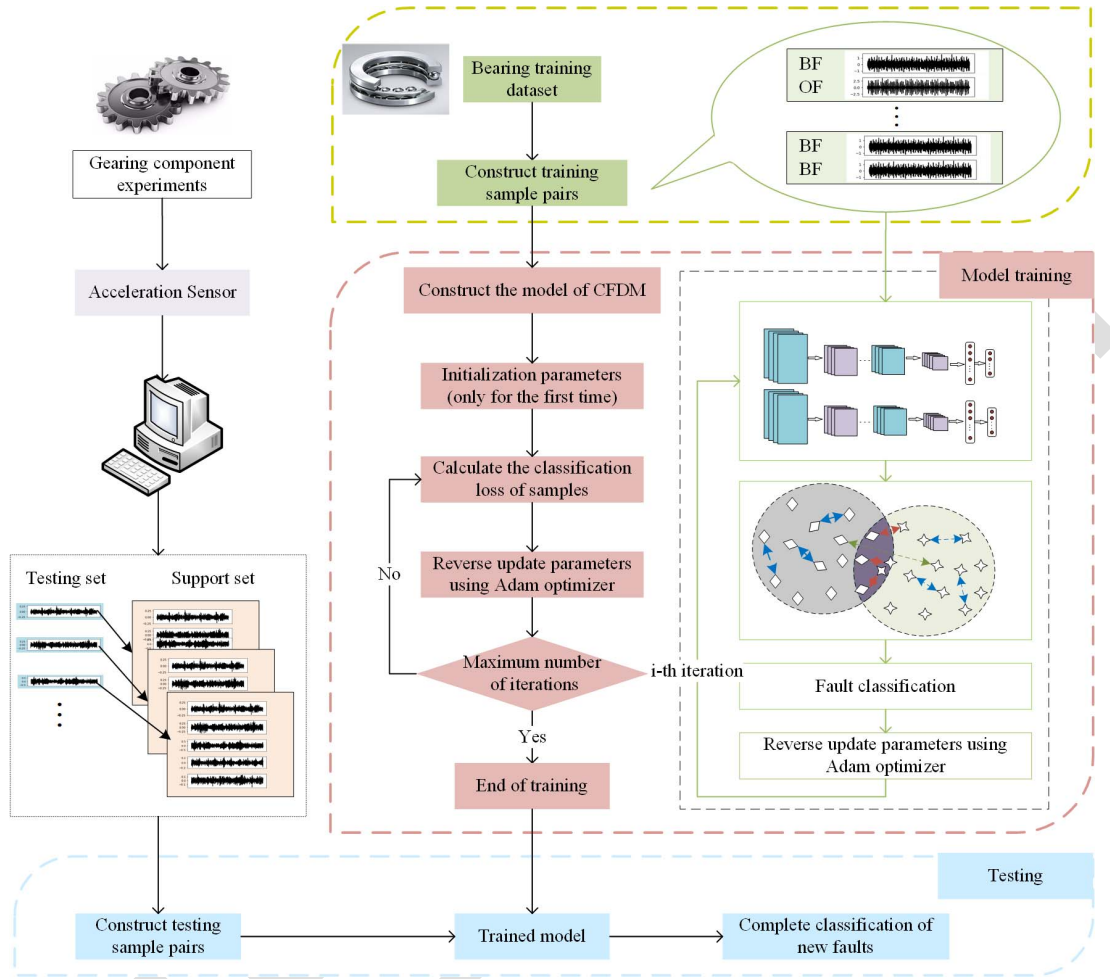 Gearing component
experiments
Acceleration Sensor
Testing set
Support set
Construct testing
sample pairs
Bearing training
dataset
Construct training
sample pairs
BF
OF
BF
BF
Model training
Construct the model of CFDM
Initialization parameters
(only for the first time)
Calculate the classification
loss of samples
Reverse update parameters
using Adam optimizer
No
Maximum number
of iterations
Yes
End of training
i-th iteration
Fault classification
Reverse update parameters using
Adam optimizer
Testing
Trained model
Complete classification of
new faults